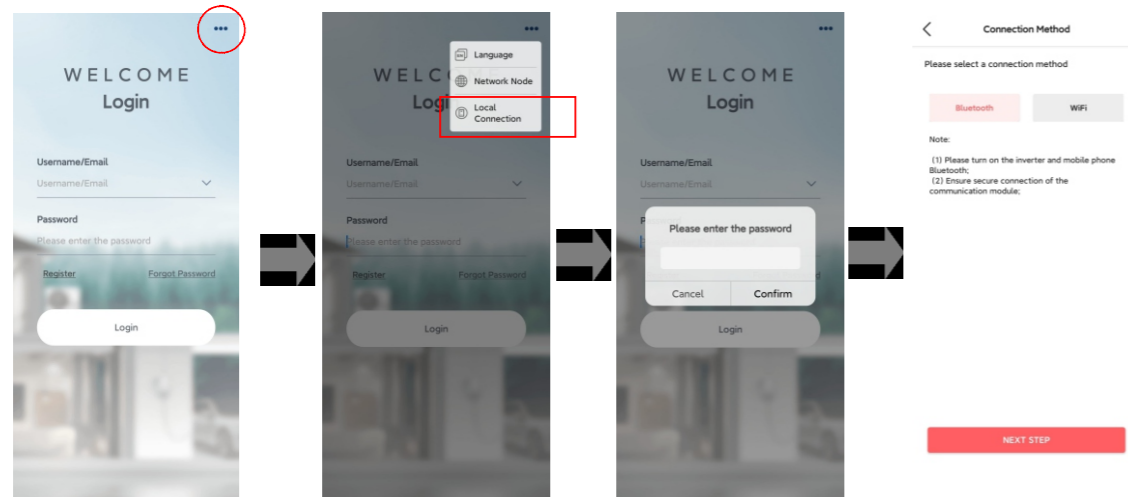 •••
WELCOME
Login
Username/Email
Username/Email
Password
Please enter the password
Register Forgot Password
Login
•••
Language
Network Node
Local
Connection
WELC
Logi
Username/Email
Username/Email
Password
Please enter the password
Register Forgot Password
Login
•••
WELCOME
Login
Username/Email
Username/Email
P
Please enter the password
Cancel Confirm
Login
Connection Method
Please select a connection method
Bluetooth WiFi
Note:
(1) Please turn on the inverter and mobile phone
Bluetooth;
(2) Ensure secure connection of the
communication module;
NEXT STEP